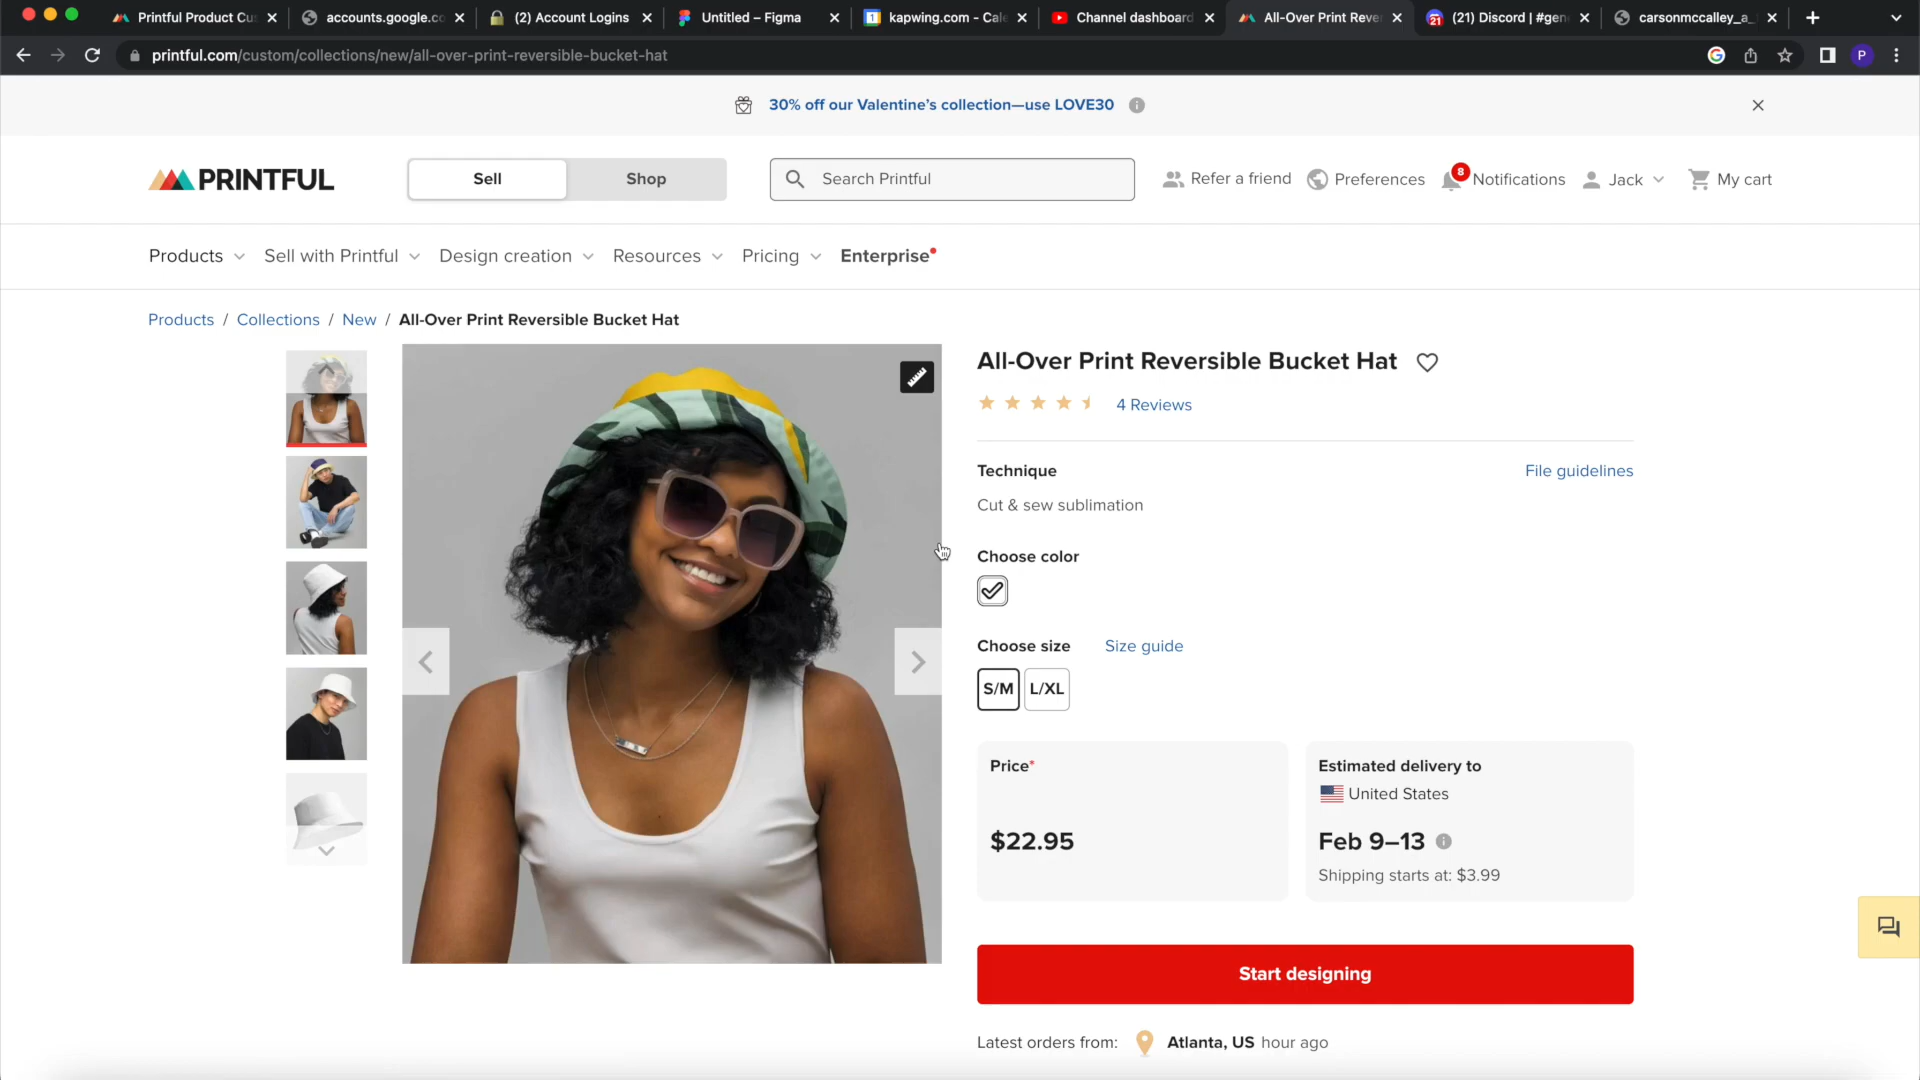 Printful Product Cu
accounts.google.co
(2) Account Logins
Untitled – Figma
kapwing.com - Cale
Channel dashboard
All-Over Print Rever
21
(21) Discord | #gen
carsonmccalley_a_
printful.com/custom/collections/new/all-over-print-reversible-bucket-hat
P
30% off our Valentine's collection—use LOVE30
PRINTFUL
Sell
Shop
Search Printful
Refer a friend
Preferences
8
Notifications
Jack
My cart
Products
Sell with Printful
Design creation
Resources
Pricing
Enterprise
Products / Collections / New / All-Over Print Reversible Bucket Hat
All-Over Print Reversible Bucket Hat
4 Reviews
Technique
File guidelines
Cut & sew sublimation
Choose color
Choose size
Size guide
S/M
L/XL
Price*
$22.95
Estimated delivery to
United States
Feb 9–13
Shipping starts at: $3.99
Start designing
Latest orders from: Atlanta, US hour ago